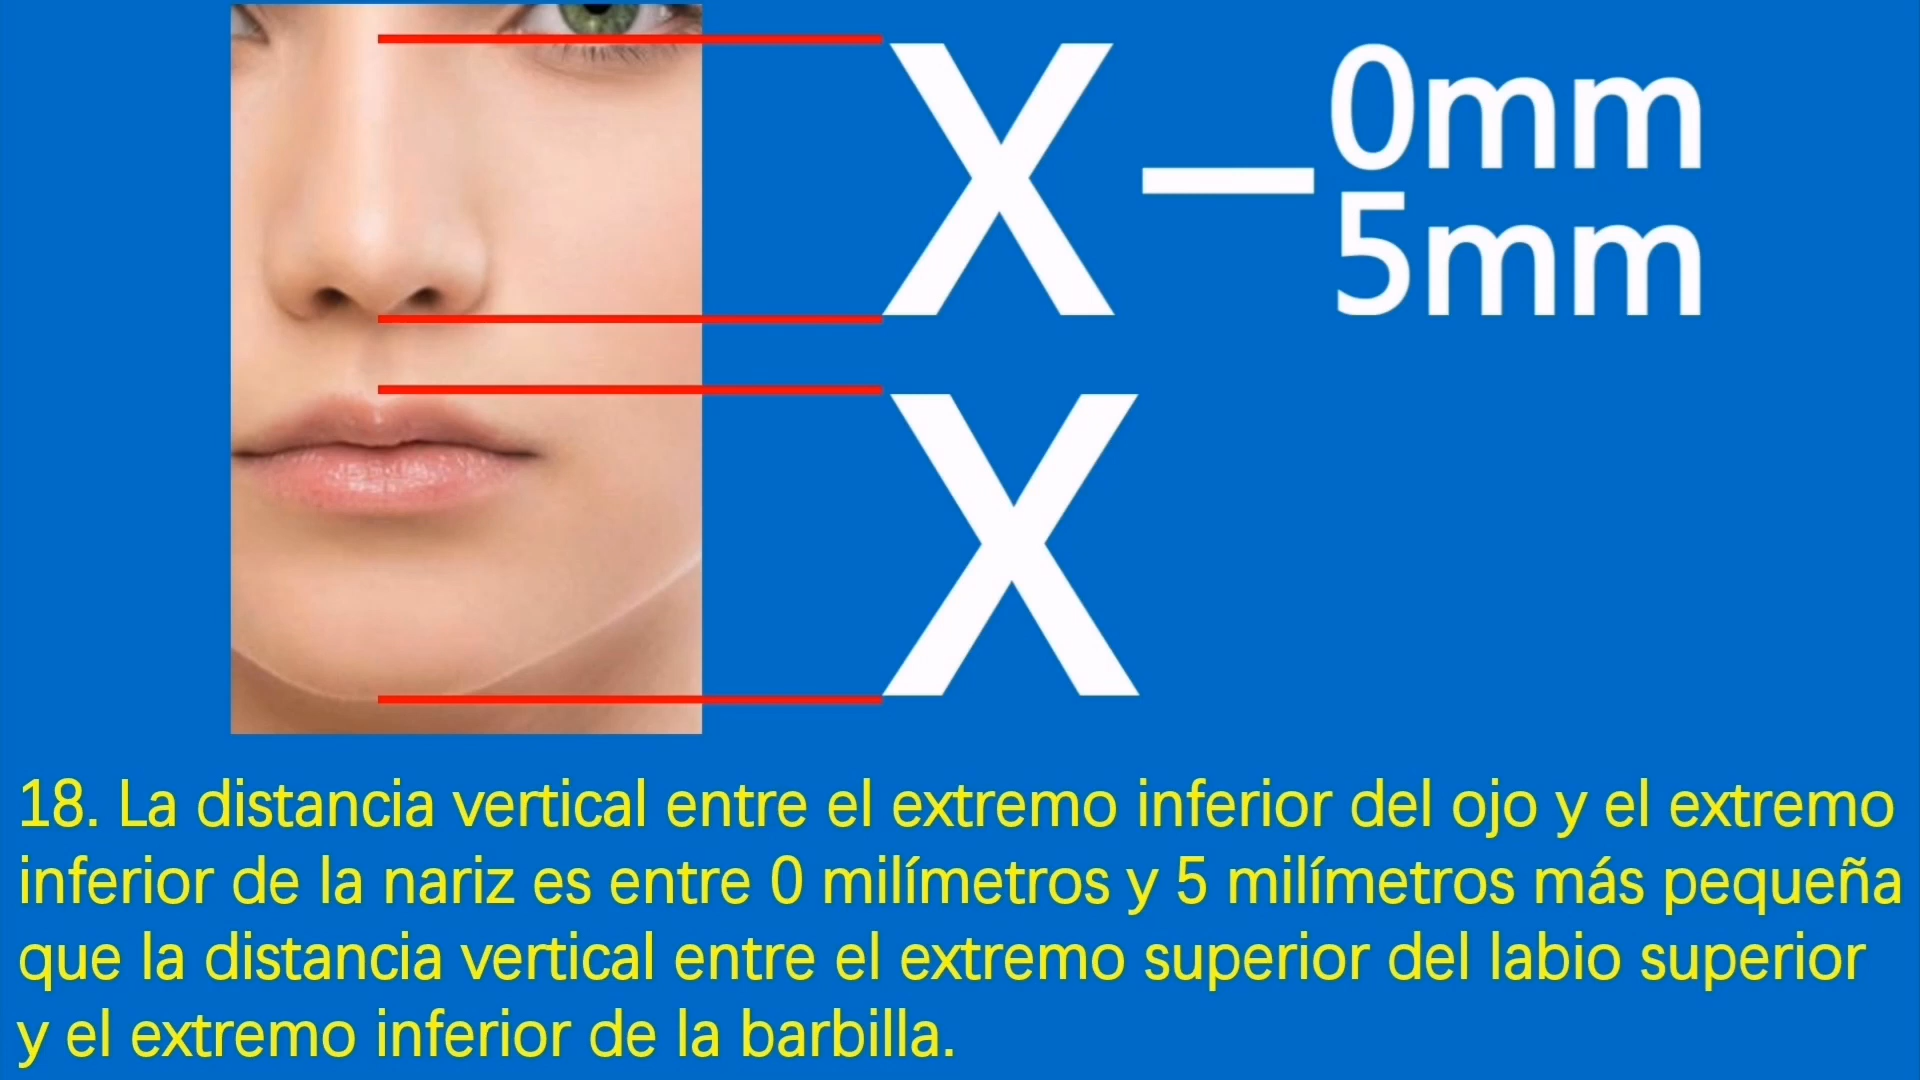 X — 0mm
5mm
X
18. La distancia vertical entre el extremo inferior del ojo y el extremo
inferior de la nariz es entre 0 milímetros y 5 milímetros más pequeña
que la distancia vertical entre el extremo superior del labio superior
y el extremo inferior de la barbilla.